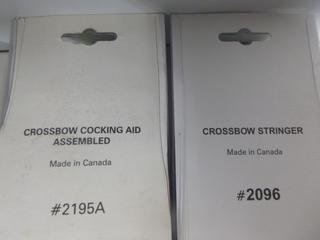 CROSSBOW COCKING AID
ASSEMBLED
Made in Canada
#2195A
CROSSBOW STRINGER
Made in Canada
#2096